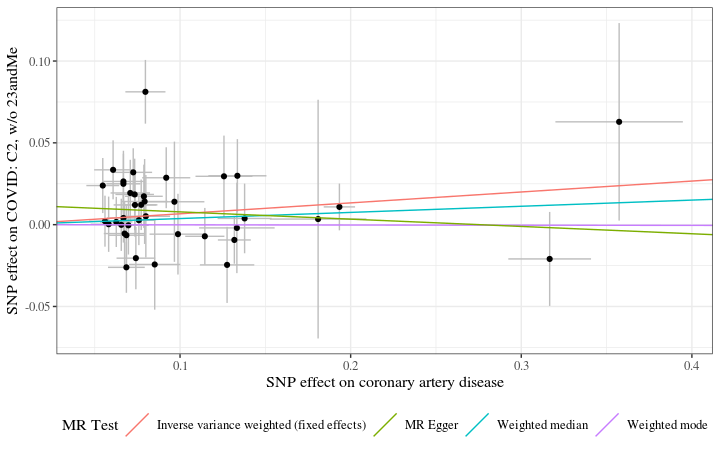 SNP effect on COVID: C2, w/o 23andMe
0.10
0.05
0.00
-0.05
0.1
0.2
0.3
0.4
SNP effect on coronary artery disease
MR Test
Inverse variance weighted (fixed effects)
MR Egger
Weighted median
Weighted mode